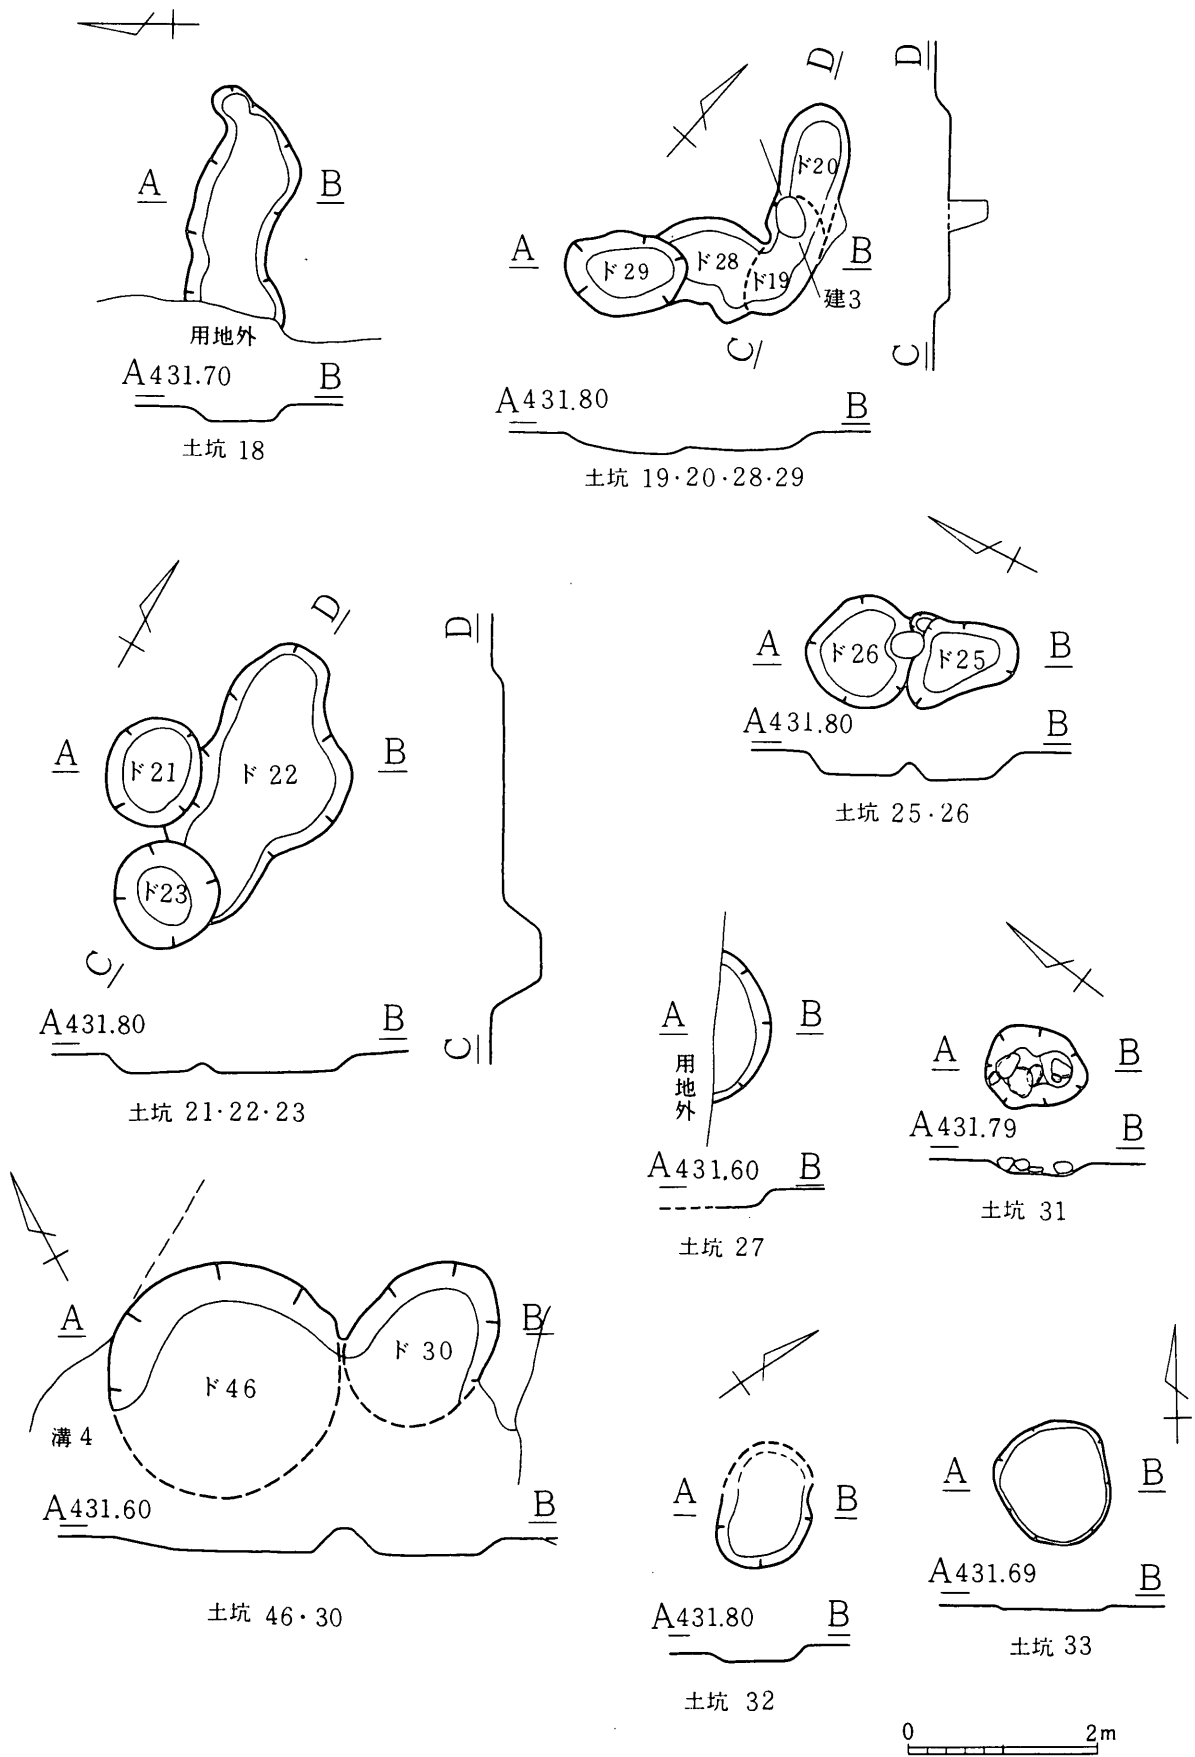 A
B
用地外
A431.70
B
土坑 18
D
D
ド20
A
ド29
ド28
ド19
B
建3
C
C
A431.80
B
土坑 19・20・28・29
D
D
A
ド21
ド22
B
ド23
C
C
A431.80
B
土坑 21・22・23
A
ド26
ド25
B
A431.80
B
土坑 25・26
A
B
用地外
A431.60
B
土坑 27
A
B
A431.79
B
土坑 31
A
B
ド46
ド30
溝4
A431.60
B
土坑 46・30
A
B
A431.80
B
土坑 32
A
B
A431.69
B
土坑 33
0 2m